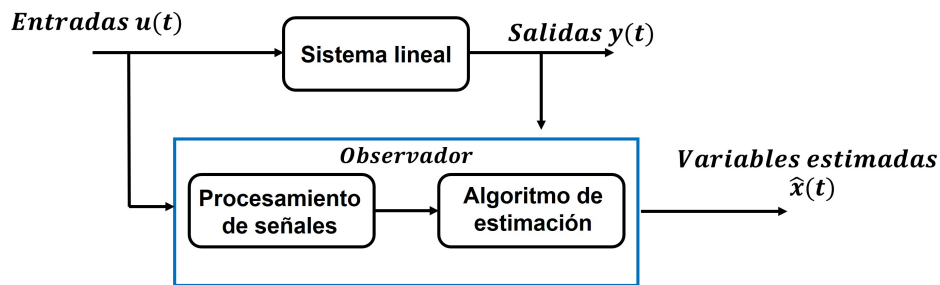 Entradas u(t)
Sistema lineal
Salidas y(t)
Observador
Procesamiento
de señales
Algoritmo de
estimación
Variables estimadas
x̂(t)